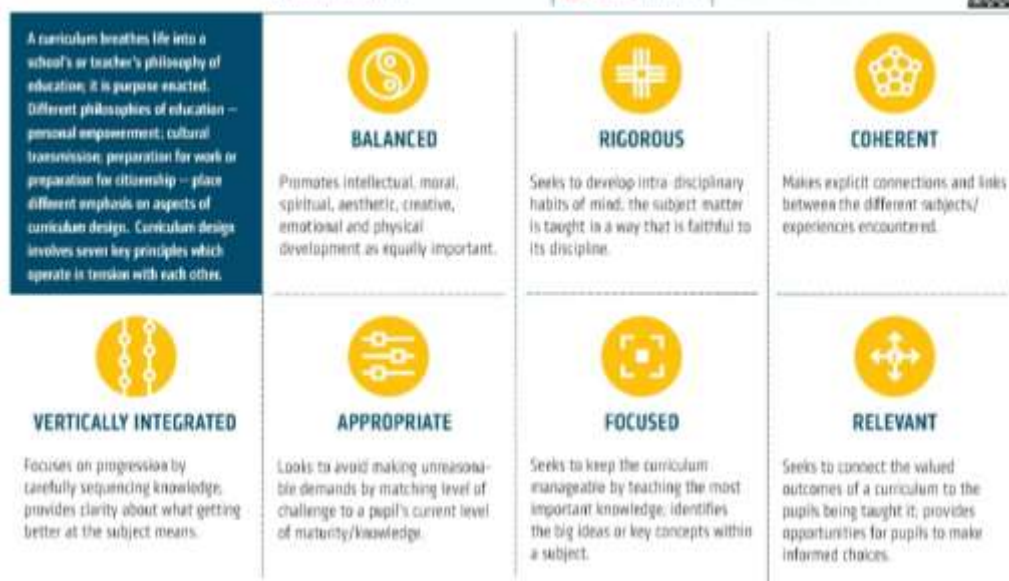 A curriculum breathes life into a
school's or teacher's philosophy of
education; it is purpose enacted.
Different philosophies of education –
personal empowerment; cultural
transmission; preparation for work or
preparation for citizenship – place
different emphasis on aspects of
curriculum design. Curriculum design
involves seven key principles which
operate in tension with each other.
BALANCED
Promotes intellectual, moral,
spiritual, aesthetic, creative,
emotional and physical
development as equally important.
RIGOROUS
Seeks to develop intra-disciplinary
habits of mind; the subject matter
is taught in a way that is faithful to
its discipline.
COHERENT
Makes explicit connections and links
between the different subjects/
experiences encountered.
VERTICALLY INTEGRATED
Focuses on progression by
carefully sequencing knowledge;
provides clarity about what getting
better at the subject means.
APPROPRIATE
Looks to avoid making unreasona-
ble demands by matching level of
challenge to a pupil's current level
of maturity/knowledge.
FOCUSED
Seeks to keep the curriculum
manageable by teaching the most
important knowledge; identifies
the big ideas or key concepts within
a subject.
RELEVANT
Seeks to connect the valued
outcomes of a curriculum to the
pupils being taught it; provides
opportunities for pupils to make
informed choices.